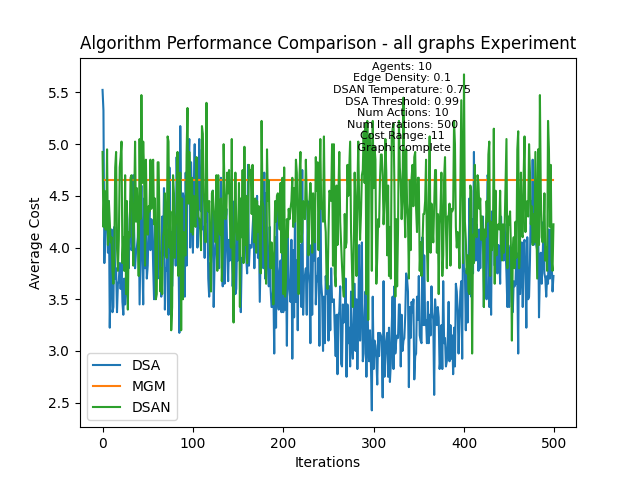 Algorithm Performance Comparison - all graphs Experiment
Agents: 10
Edge Density: 0.1
DSAN Temperature: 0.75
DSA Threshold: 0.99
Num Actions: 10
Num Iterations: 500
Cost Range: 11
Graph: complete
5.5
5.0
4.5
4.0
3.5
3.0
2.5
Average Cost
DSA
MGM
DSAN
0
100
200
300
400
500
Iterations